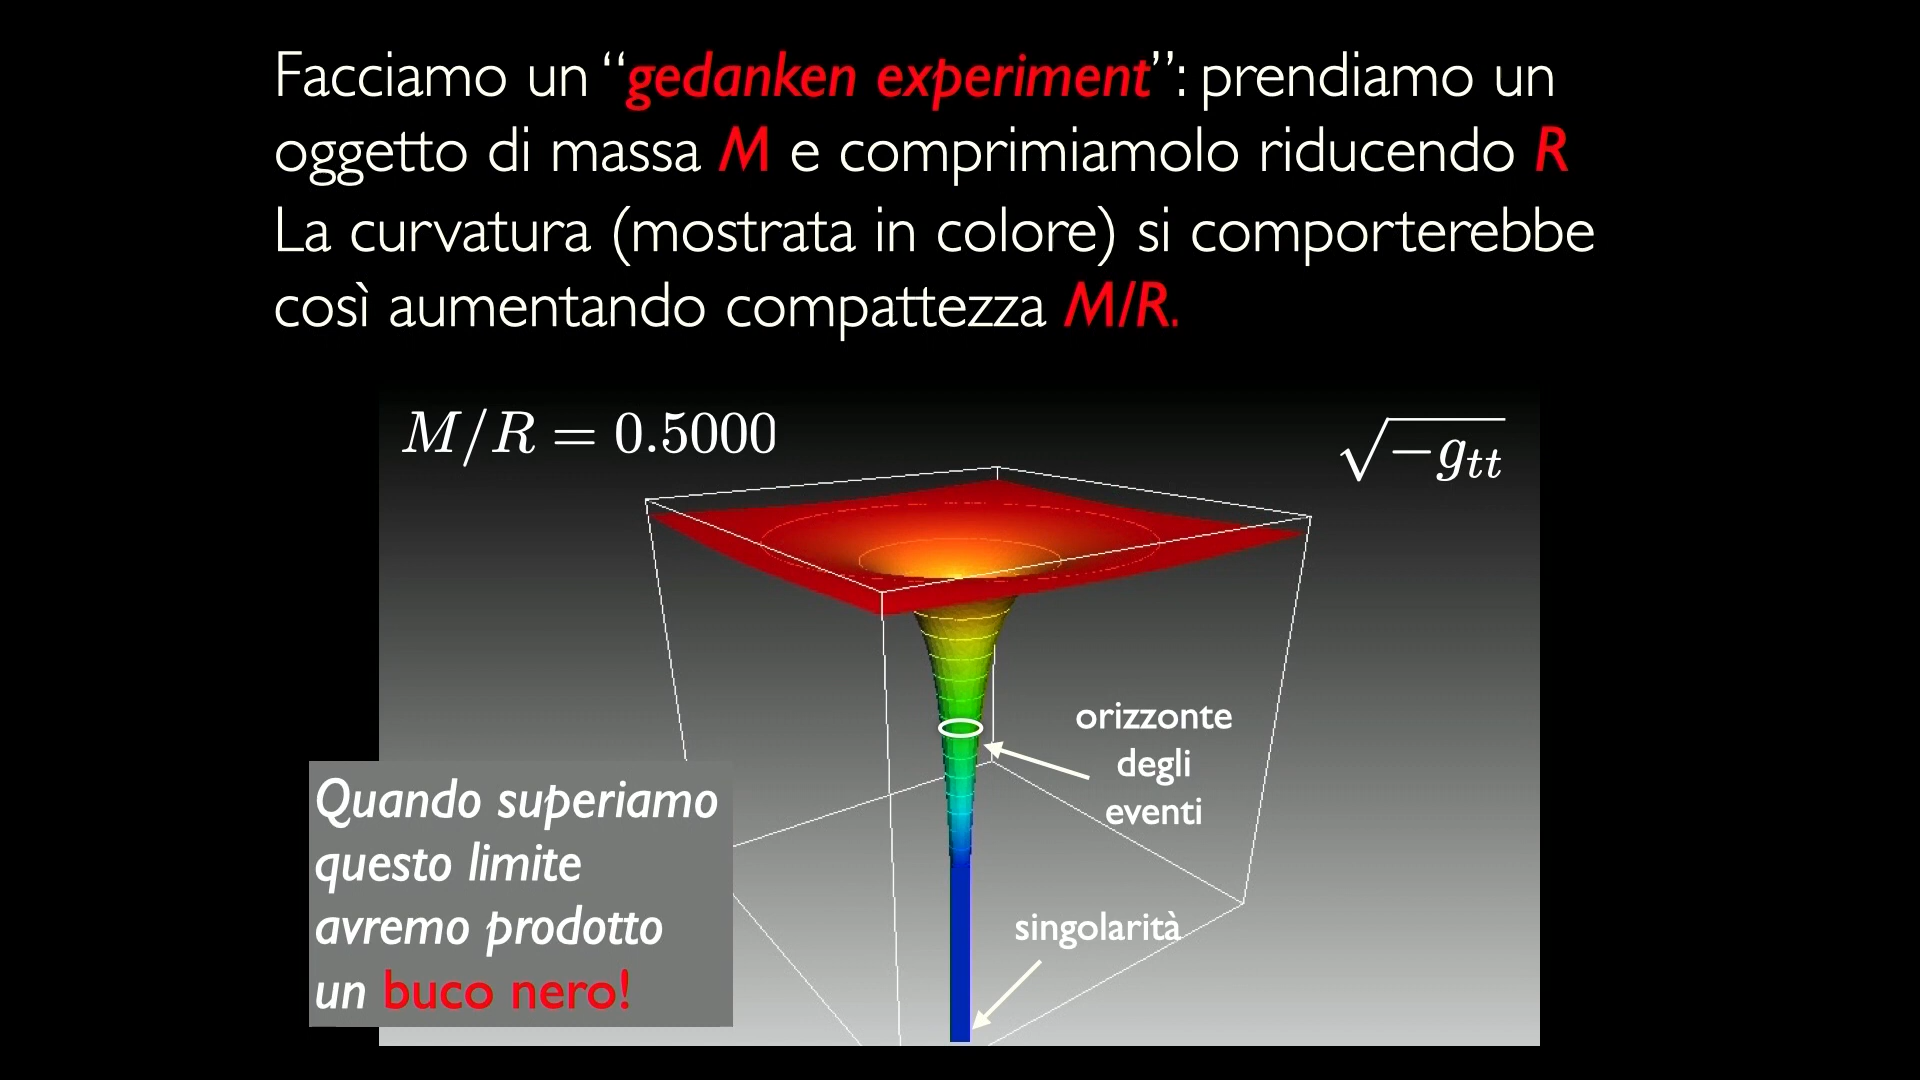 Facciamo un “gedanken experiment”: prendiamo un
oggetto di massa M e comprimiamolo riducendo R
La curvatura (mostrata in colore) si comporterebbe
così aumentando compattezza M/R.
M/R = 0.5000
√−gtt
orizzonte
degli
eventi
Quando superiamo
questo limite
avremo prodotto
un buco nero!
singolarità